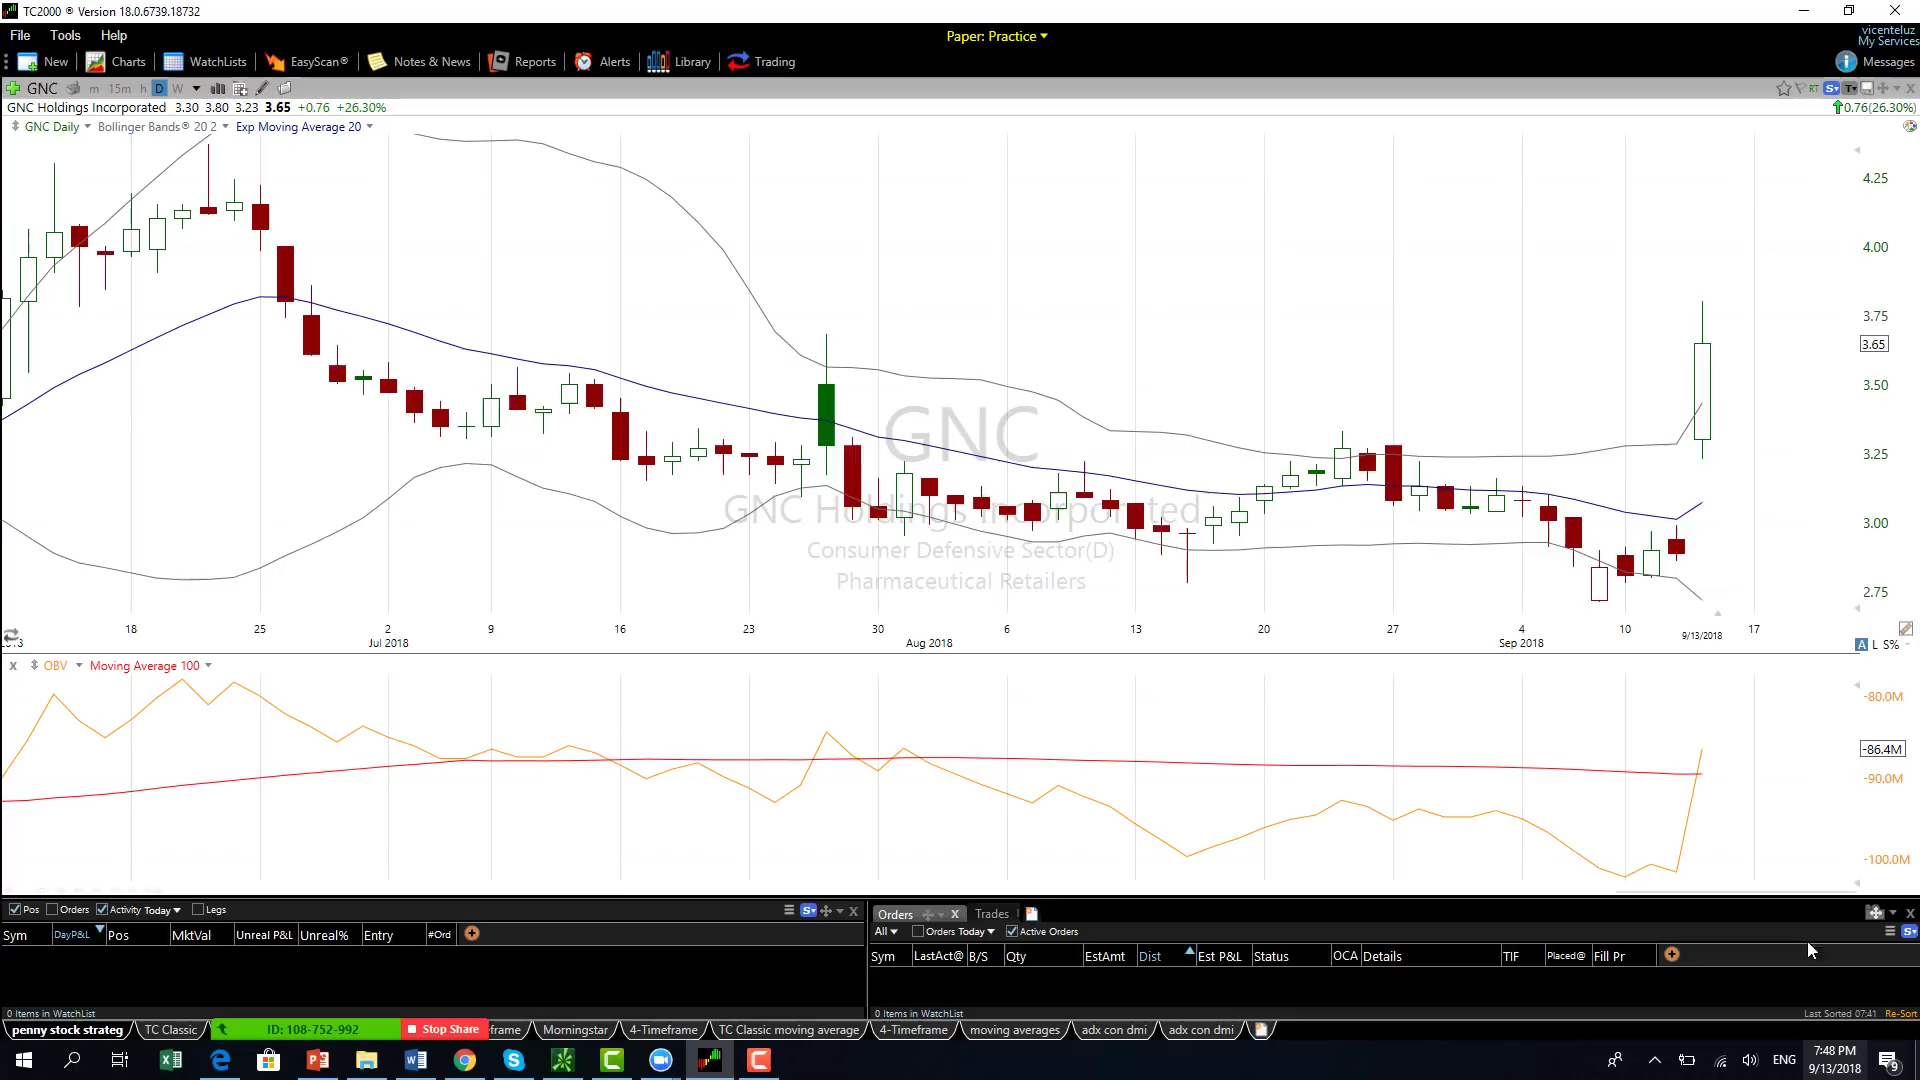 TC2000 ® Version 18.0.6739.18732
File Tools Help
Paper: Practice
vicenteluz
My Services
New Charts WatchLists EasyScan® Notes & News Reports Alerts Library Trading
Messages
GNC m 15m h D W
RT S T
GNC Holdings Incorporated 3.30 3.80 3.23 3.65 +0.76 +26.30%
0.76(26.30%)
GNC Daily Bollinger Bands® 20 2 Exp Moving Average 20
4.25
4.00
3.75
3.65
3.50
3.25
3.00
2.75
GNC
GNC Holdings Incorporated
Consumer Defensive Sector(D)
Pharmaceutical Retailers
18 25 2 9 16 23 30 6 13 20 27 4 10 9/13/2018 17
Jul 2018 Aug 2018 Sep 2018
A L S%
X OBV Moving Average 100
-80.0M
-86.4M
-90.0M
-100.0M
Pos Orders Activity Today Legs
S
Sym DayP&L Pos MktVal Unreal P&L Unreal% Entry #Ord
0 Items in WatchList
Orders X Trades
All Orders Today Active Orders
S
Sym LastAct@ B/S Qty EstAmt Dist Est P&L Status OCA Details TIF Placed@ Fill Pr
0 Items in WatchList
Last Sorted 07:41 Re-Sort
penny stock strateg TC Classic ID: 108-752-992 Stop Share eframe Morningstar 4-Timeframe TC Classic moving average 4-Timeframe moving averages adx con dmi adx con dmi
ENG
7:48 PM
9/13/2018
9